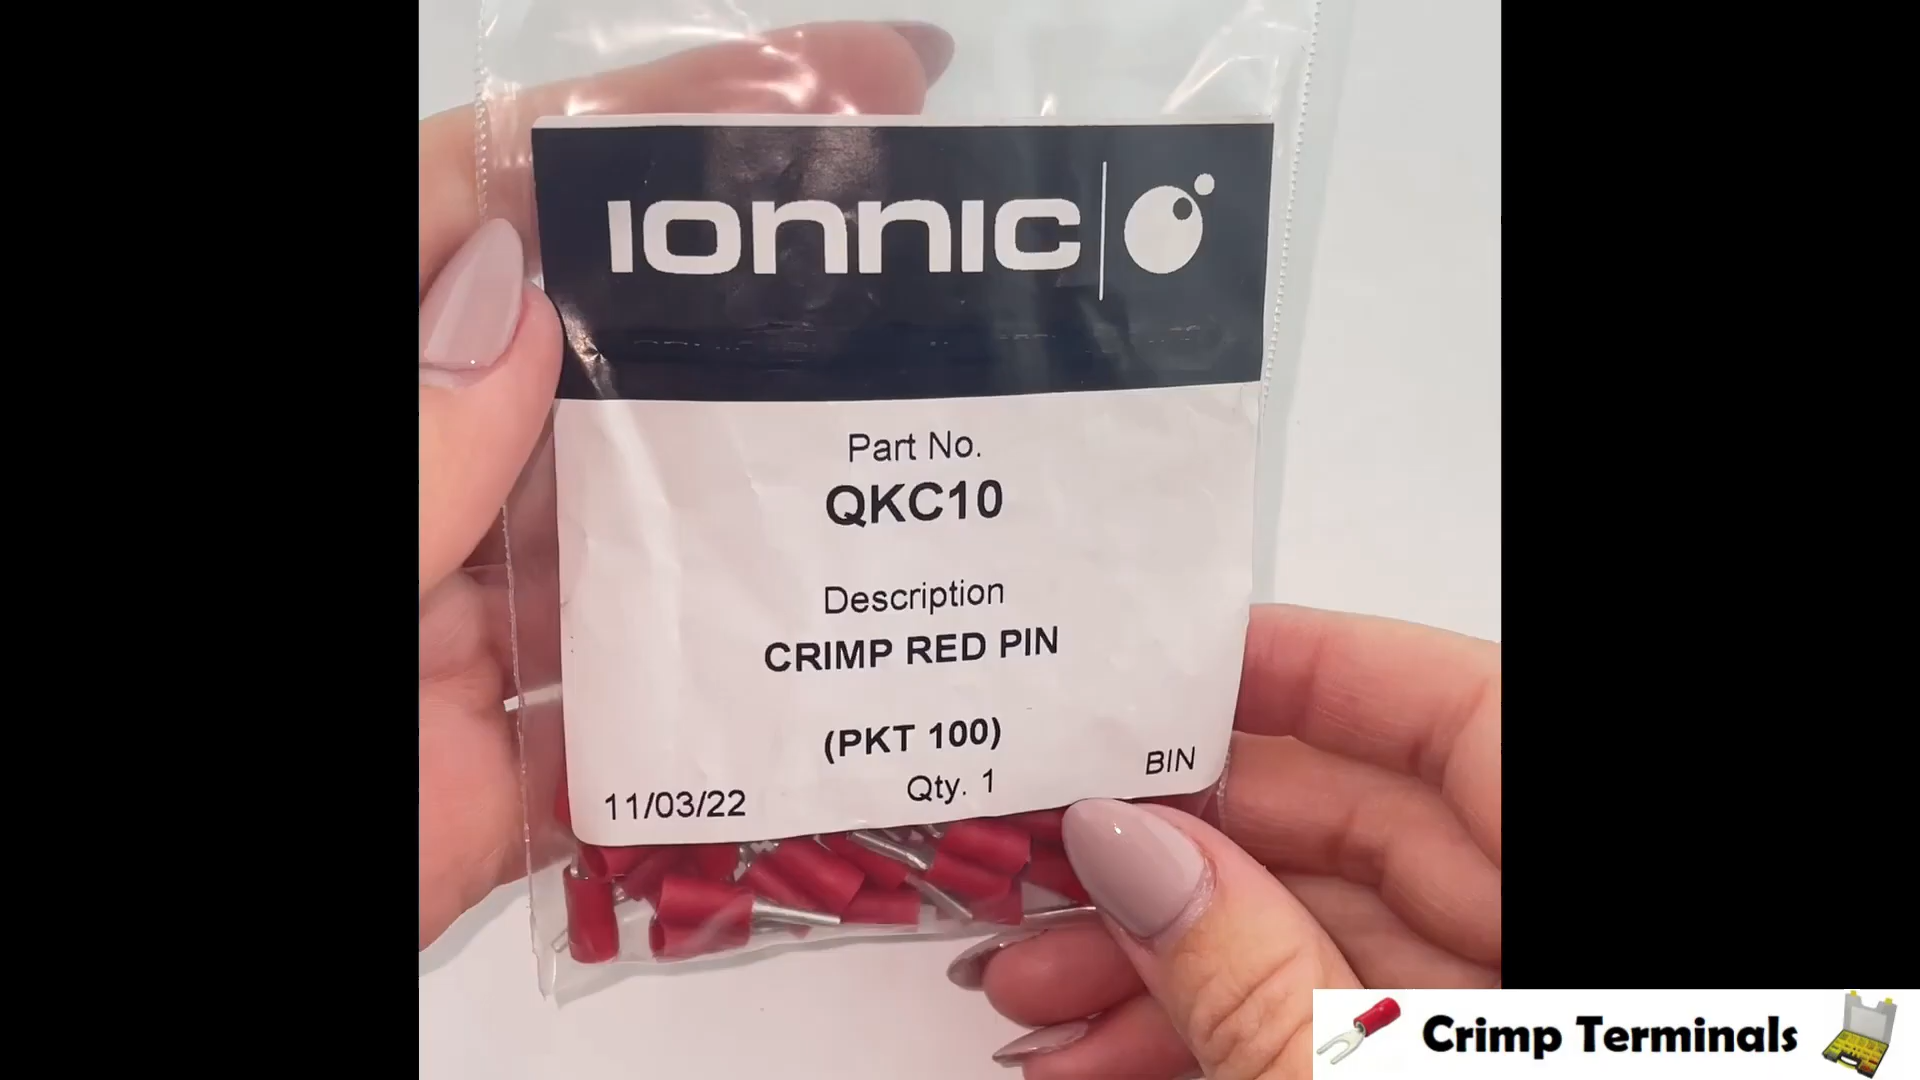 IONNIC
Part No.
QKC10
Description
CRIMP RED PIN
(PKT 100)
Qty. 1
BIN
11/03/22
Crimp Terminals